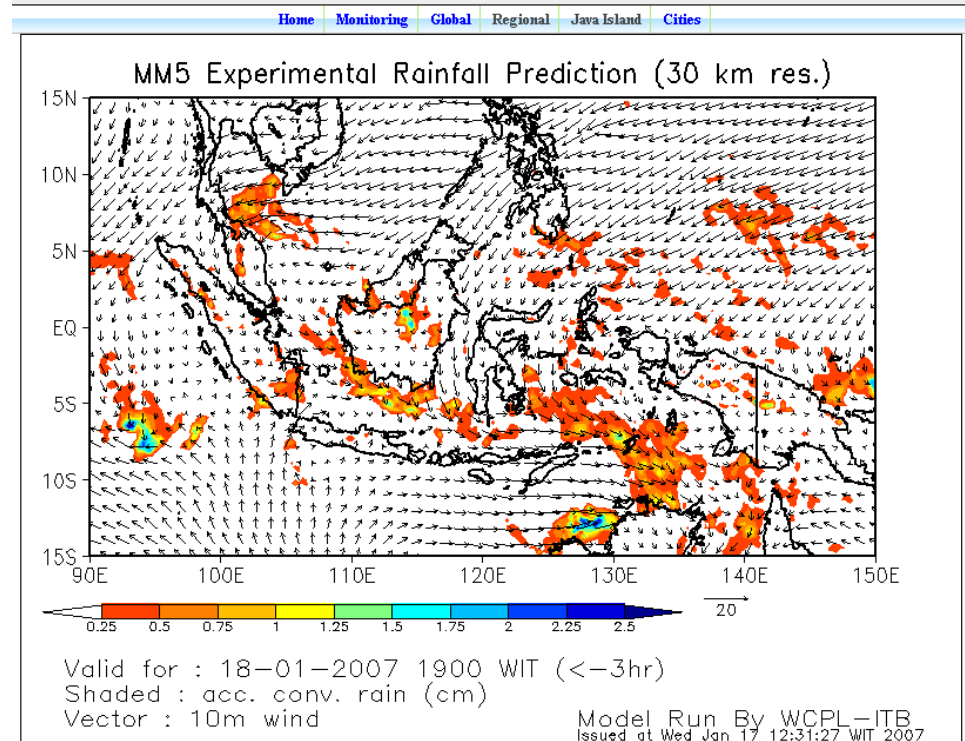 Home Monitoring Global Regional Java Island Cities
MM5 Experimental Rainfall Prediction (30 km res.)
15N
10N
5N
EQ
5S
10S
15S
90E 100E 110E 120E 130E 140E 150E
0.25 0.5 0.75 1 1.25 1.5 1.75 2 2.25 2.5
20
Valid for : 18-01-2007 1900 WIT (<-3hr)
Shaded : acc. conv. rain (cm)
Vector : 10m wind
Model Run By WCPL-ITB
Issued at Wed Jan 17 12:31:27 WIT 2007